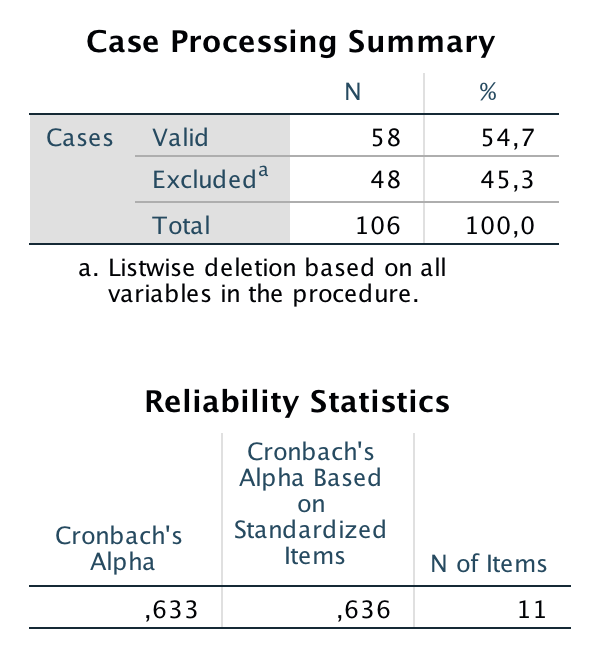 Case Processing Summary
N %
Cases Valid 58 54,7
Excludedᵃ 48 45,3
Total 106 100,0
a. Listwise deletion based on all
variables in the procedure.
Reliability Statistics
Cronbach's
Alpha
Cronbach's
Alpha Based
on
Standardized
Items
N of Items
,633 ,636 11